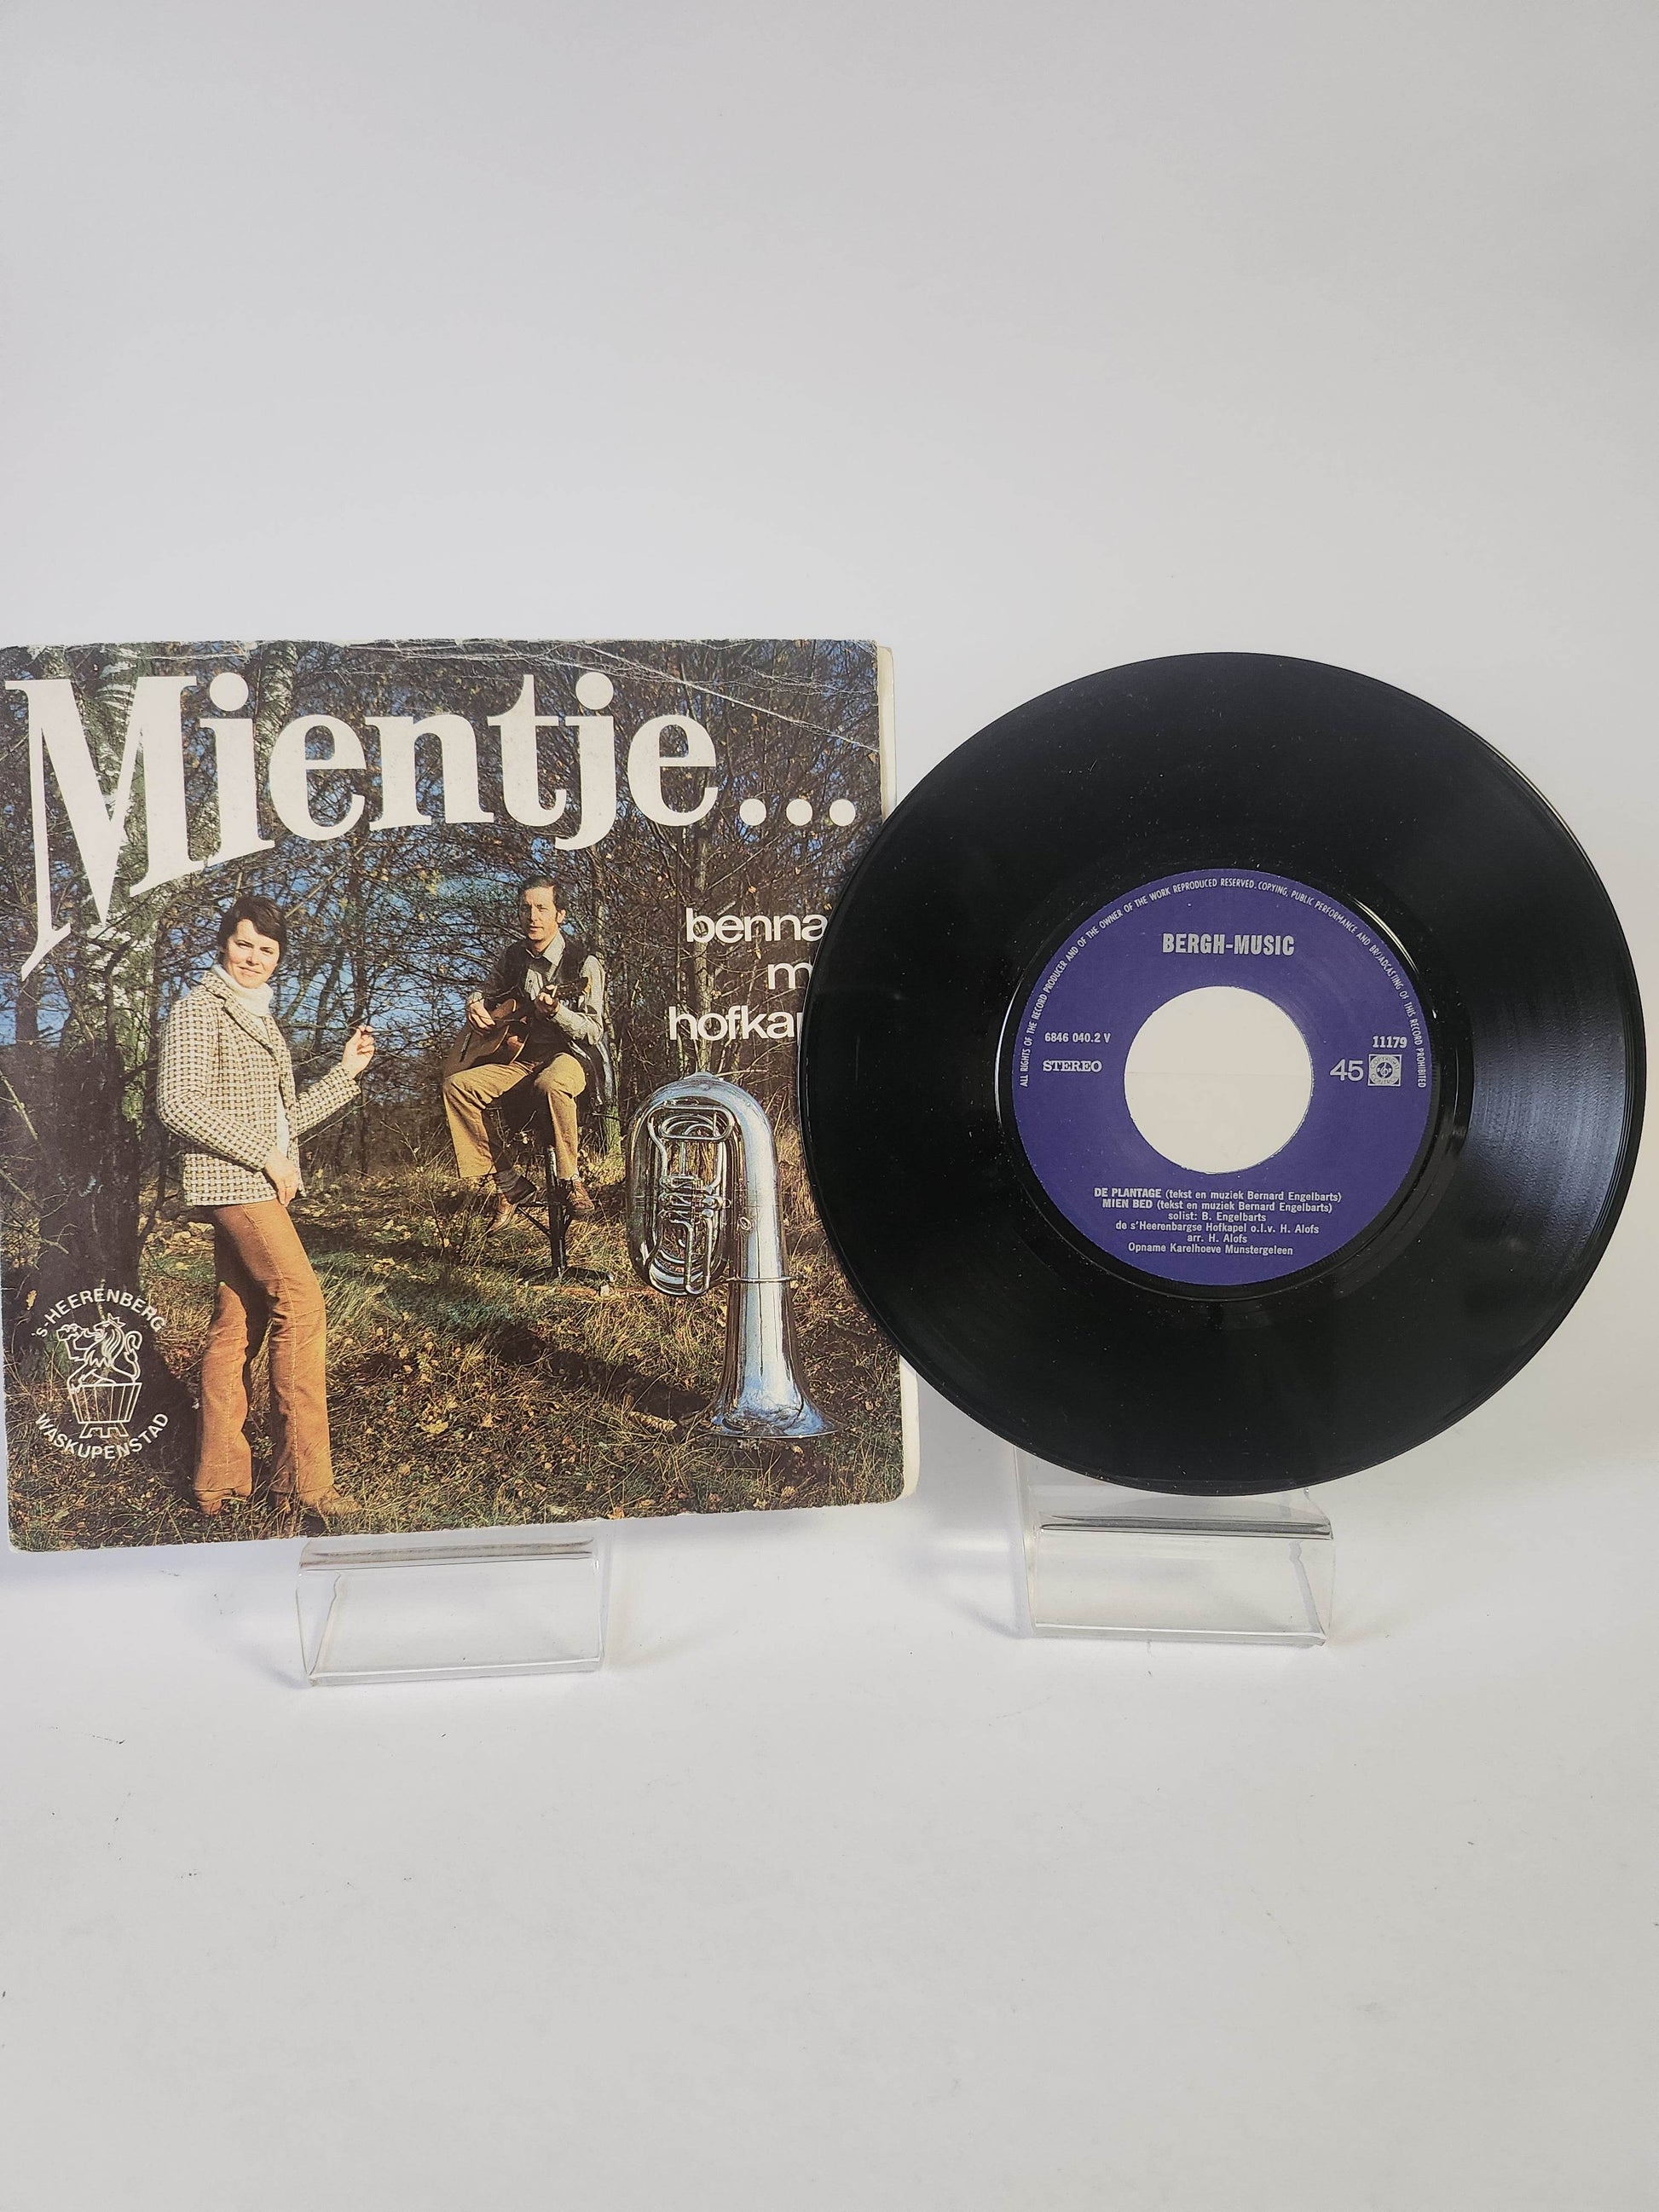 Mientje...
benna
m
hofka
'S-HEERENBERG
WASKUPENSTAD
ALL RIGHTS OF THE RECORD PRODUCER AND OF THE OWNER OF THE WORK REPRODUCED RESERVED. COPYING, PUBLIC PERFORMANCE AND BROADCASTING OF THIS RECORD PROHIBITED
BERGH-MUSIC
6846 040.2 V
STEREO
11179
45
DE PLANTAGE (tekst en muziek Bernard Engelbarts)
MIEN BED (tekst en muziek Bernard Engelbarts)
solist: B. Engelbarts
de s'Heerenbargse Hofkapel o.l.v. H. Alofs
arr. H. Alofs
Opname Karelhoeve Munstergeleen